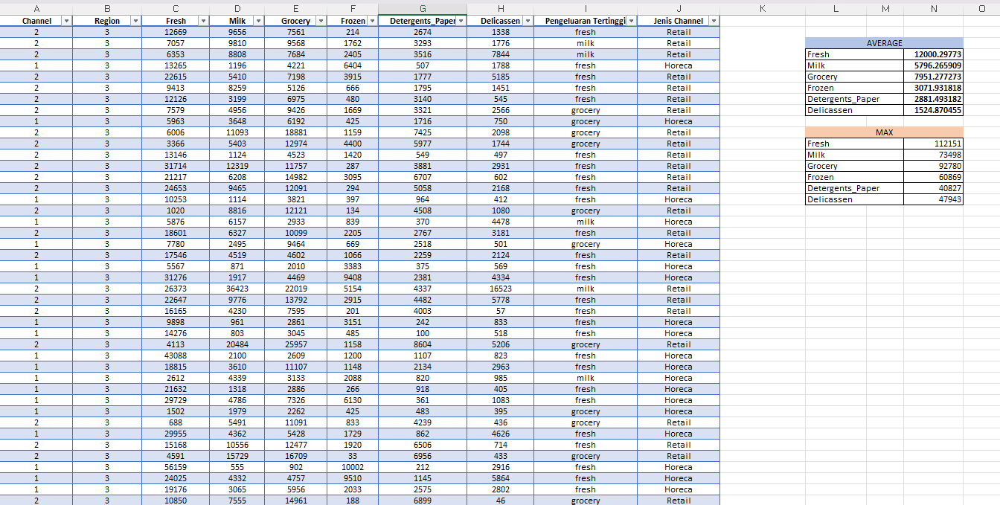 A B C D E F G H I J K L M N O
Channel Region Fresh Milk Grocery Frozen Detergents_Paper Delicassen Pengeluaran Tertinggi Jenis Channel
2 3 12669 9656 7561 214 2674 1338 fresh Retail
2 3 7057 9810 9568 1762 3293 1776 milk Retail AVERAGE
2 3 6353 8808 7684 2405 3516 7844 milk Retail Fresh 12000.29773
1 3 13265 1196 4221 6404 507 1788 fresh Horeca Milk 5796.265909
2 3 22615 5410 7198 3915 1777 5185 fresh Retail Grocery 7951.277273
2 3 9413 8259 5126 666 1795 1451 fresh Retail Frozen 3071.931818
2 3 12126 3199 6975 480 3140 545 fresh Retail Detergents_Paper 2881.493182
2 3 7579 4956 9426 1669 3321 2566 grocery Retail Delicassen 1524.870455
1 3 5963 3648 6192 425 1716 750 grocery Horeca
2 3 6006 11093 18881 1159 7425 2098 grocery Retail MAX
2 3 3366 5403 12974 4400 5977 1744 grocery Retail Fresh 112151
2 3 13146 1124 4523 1420 549 497 fresh Retail Milk 73498
2 3 31714 12319 11757 287 3881 2931 fresh Retail Grocery 92780
2 3 21217 6208 14982 3095 6707 602 fresh Retail Frozen 60869
2 3 24653 9465 12091 294 5058 2168 fresh Retail Detergents_Paper 40827
1 3 10253 1114 3821 397 964 412 fresh Horeca Delicassen 47943
2 3 1020 8816 12121 134 4508 1080 grocery Retail
1 3 5876 6157 2933 839 370 4478 milk Horeca
2 3 18601 6327 10099 2205 2767 3181 fresh Retail
1 3 7780 2495 9464 669 2518 501 grocery Horeca
2 3 17546 4519 4602 1066 2259 2124 fresh Retail
1 3 5567 871 2010 3383 375 569 fresh Horeca
1 3 31276 1917 4469 9408 2381 4334 fresh Horeca
2 3 26373 36423 22019 5154 4337 16523 milk Retail
2 3 22647 9776 13792 2915 4482 5778 fresh Retail
2 3 16165 4230 7595 201 4003 57 fresh Retail
1 3 9898 961 2861 3151 242 833 fresh Horeca
1 3 14276 803 3045 485 100 518 fresh Horeca
2 3 4113 20484 25957 1158 8604 5206 grocery Retail
1 3 43088 2100 2609 1200 1107 823 fresh Horeca
1 3 18815 3610 11107 1148 2134 2963 fresh Horeca
1 3 2612 4339 3133 2088 820 985 milk Horeca
1 3 21632 1318 2886 266 918 405 fresh Horeca
1 3 29729 4786 7326 6130 361 1083 fresh Horeca
1 3 1502 1979 2262 425 483 395 grocery Horeca
2 3 688 5491 11091 833 4239 436 grocery Retail
1 3 29955 4362 5428 1729 862 4626 fresh Horeca
2 3 15168 10556 12477 1920 6506 714 fresh Retail
2 3 4591 15729 16709 33 6956 433 grocery Retail
1 3 56159 555 902 10002 212 2916 fresh Horeca
1 3 24025 4332 4757 9510 1145 5864 fresh Horeca
1 3 19176 3065 5956 2033 2575 2802 fresh Horeca
2 3 10850 7555 14961 188 6899 46 grocery Retail